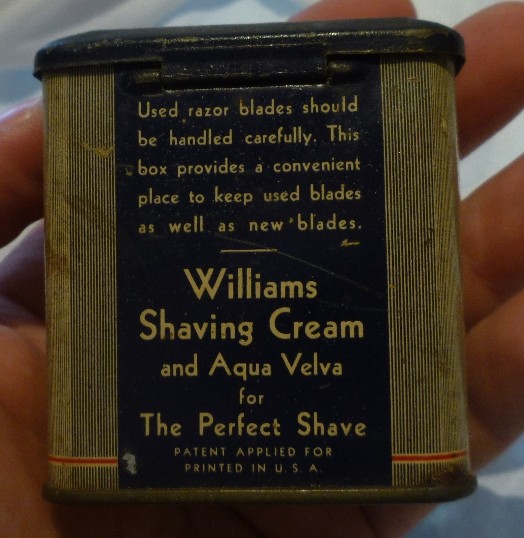 Used razor blades should
be handled carefully. This
box provides a convenient
place to keep used blades
as well as new blades.
Williams
Shaving Cream
and Aqua Velva
for
The Perfect Shave
PATENT APPLIED FOR
PRINTED IN U. S. A.